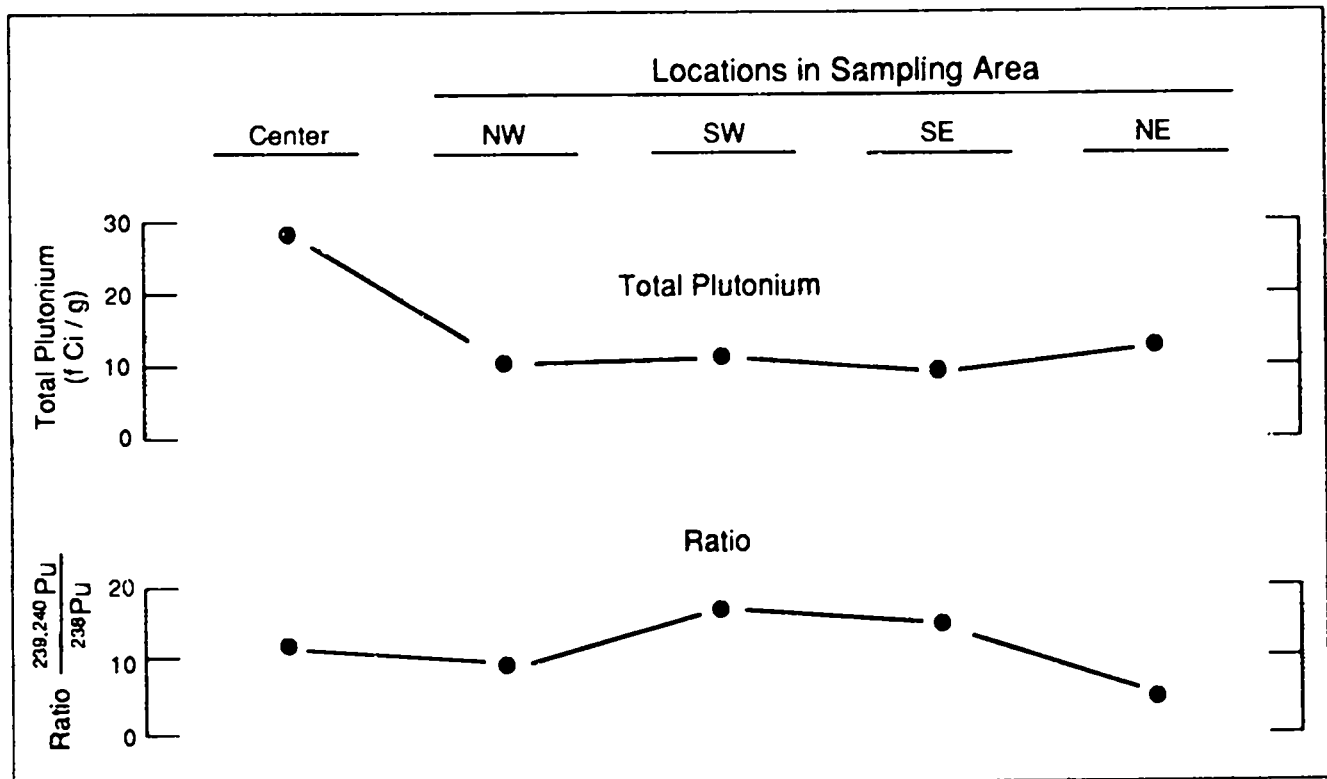 Locations in Sampling Area
Center NW SW SE NE
Total Plutonium
(f Ci / g)
30
20
10
0
Total Plutonium
Ratio
Ratio 239.240Pu
238Pu
20
10
0